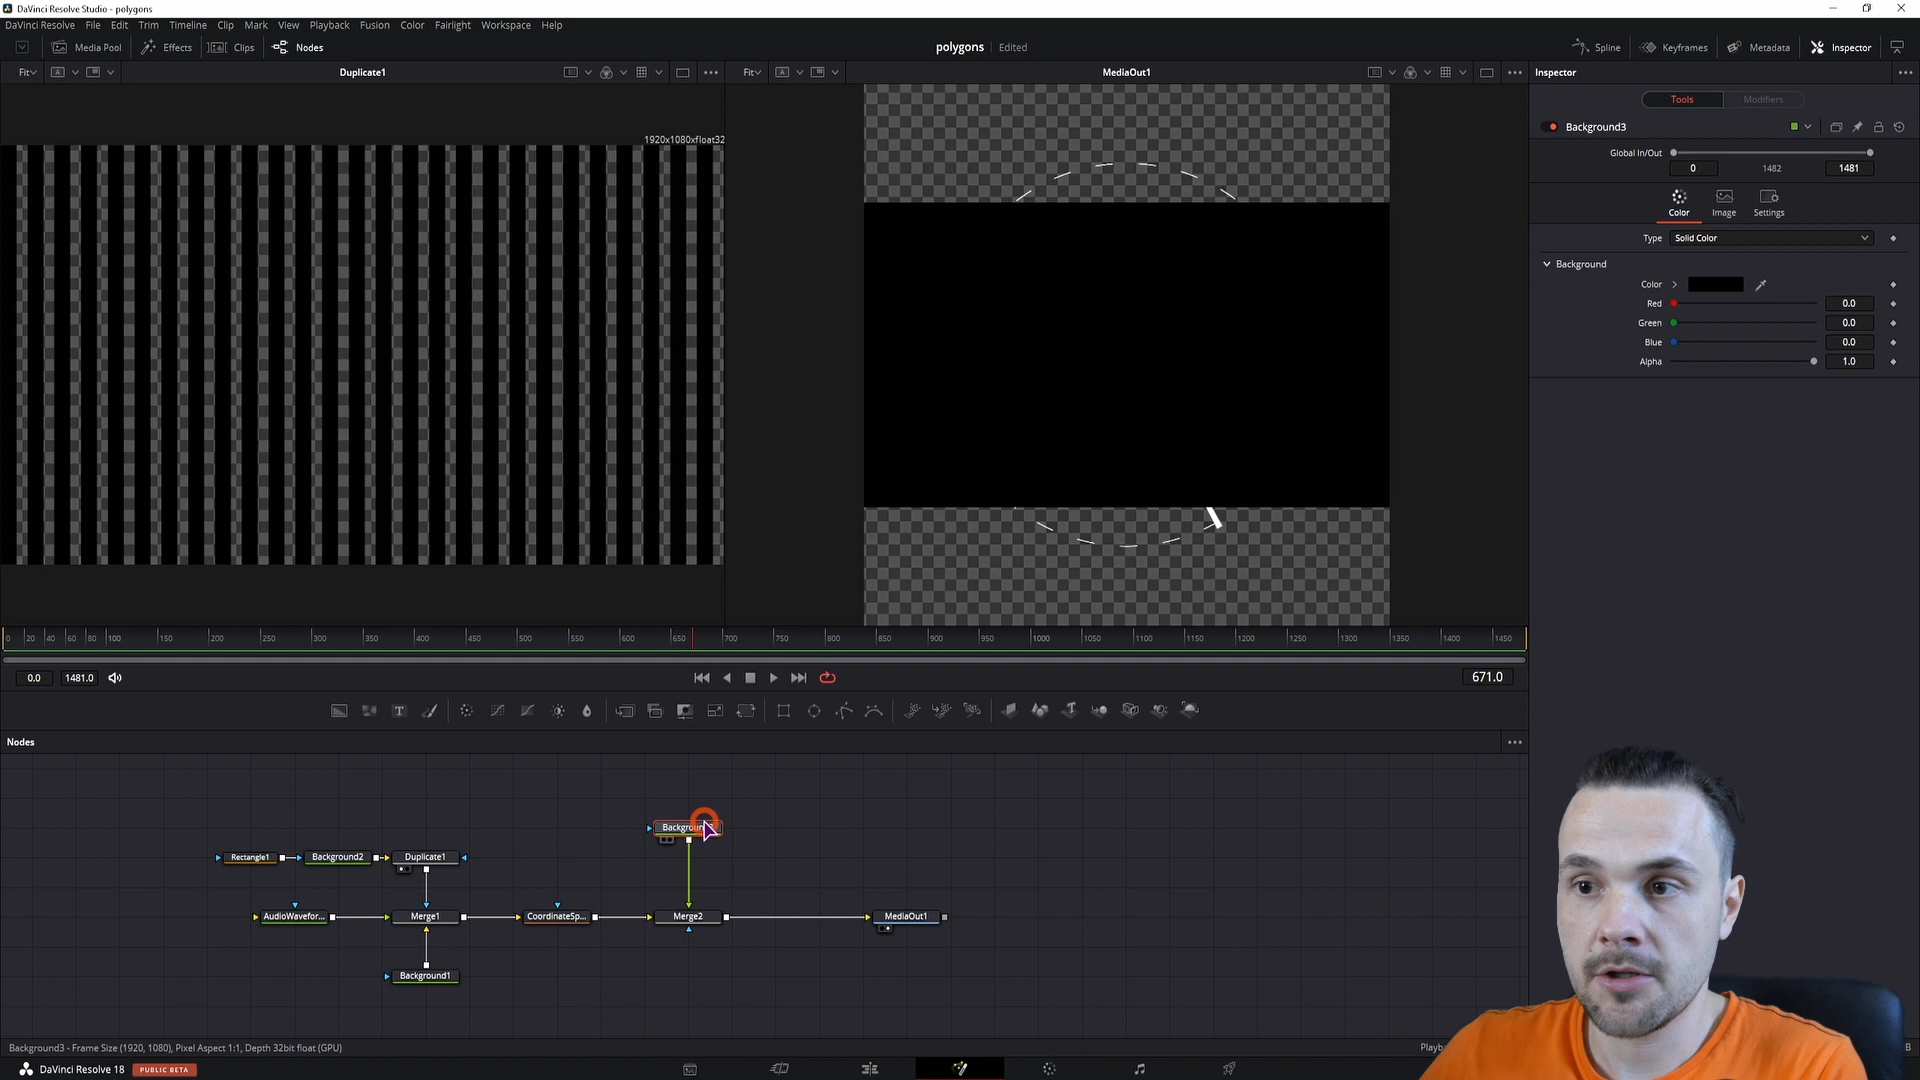 DaVinci Resolve Studio - polygons
DaVinci Resolve File Edit Trim Timeline Clip Mark View Playback Fusion Color Fairlight Workspace Help
Media Pool Effects Clips Nodes polygons Edited Spline Keyframes Metadata Inspector
Fit Duplicate1 Fit MediaOut1 Inspector
Tools Modifiers
Background3
1920x1080xfloat32
Global In/Out
0 1482 1481
Color Image Settings
Type Solid Color
Background
Color
Red 0.0
Green 0.0
Blue 0.0
Alpha 1.0
0 20 40 60 80 100 150 200 250 300 350 400 450 500 550 600 650 700 750 800 850 900 950 1000 1050 1100 1150 1200 1250 1300 1350 1400 1450
0.0 1481.0 671.0
Nodes
Rectangle1 Background2 Duplicate1
AudioWavefor... Merge1 CoordinateSp... Merge2 MediaOut1
Background1
Background3 - Frame Size (1920, 1080), Pixel Aspect 1:1, Depth 32bit float (GPU)
DaVinci Resolve 18 PUBLIC BETA